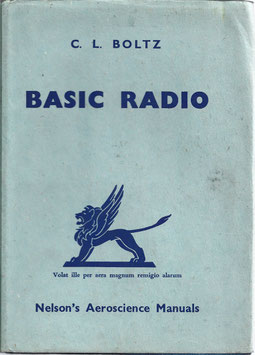 C. L. BOLTZ
BASIC RADIO
Volat ille per aera magnum remigio alarum
Nelson's Aeroscience Manuals